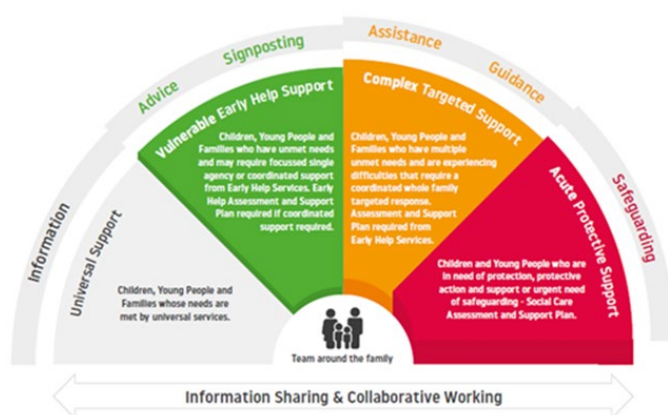 Information
Advice
Signposting
Assistance
Guidance
Safeguarding
Universal Support
Children, Young People and
Families whose needs are
met by universal services.
Vulnerable Early Help Support
Children, Young People and
Families who have unmet needs
and may require focussed single
agency or coordinated support
from Early Help Services. Early
Help Assessment and Support
Plan required if coordinated
support required.
Complex Targeted Support
Children, Young People and
Families who have multiple
unmet needs and are experiencing
difficulties that require a
coordinated whole family
targeted response.
Assessment and Support
Plan required from
Early Help Services.
Acute Protective Support
Children and Young People who are
in need of protection, protective
action and support or urgent need
of safeguarding - Social Care
Assessment and Support Plan.
Team around the family
Information Sharing & Collaborative Working